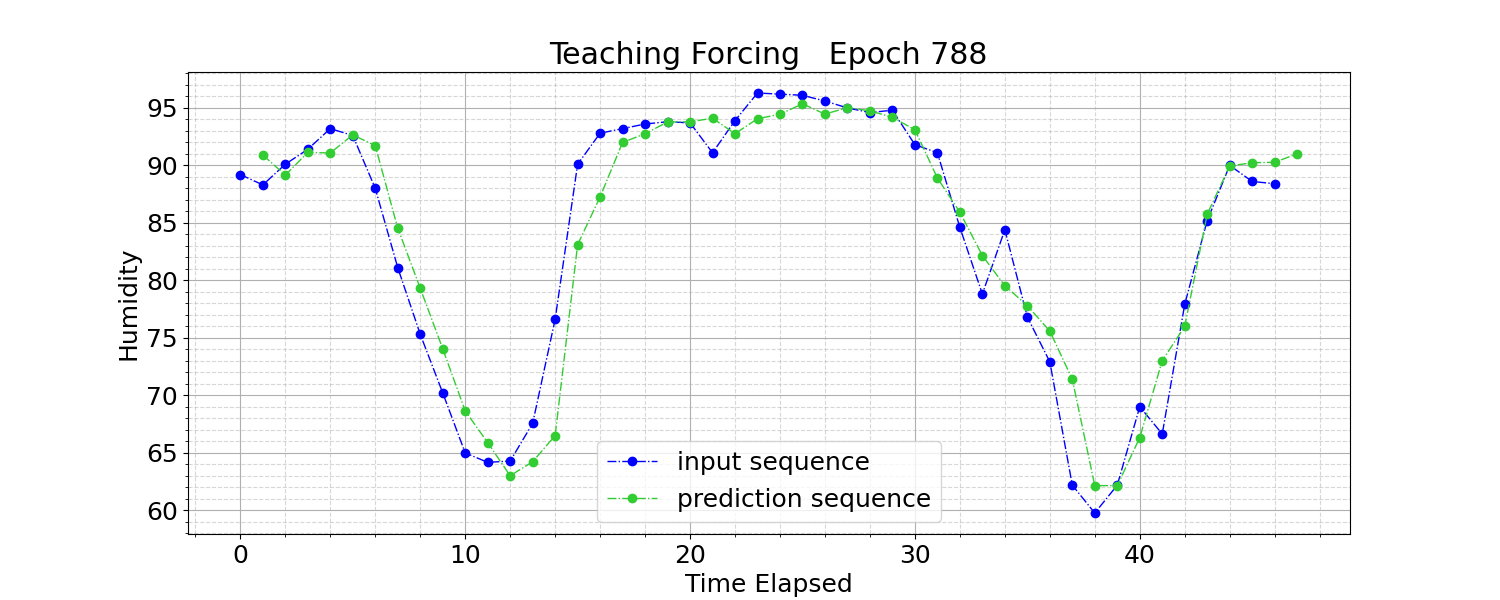 Teaching Forcing   Epoch 788
Humidity
95
90
85
80
75
70
65
60
input sequence
prediction sequence
0 10 20 30 40
Time Elapsed